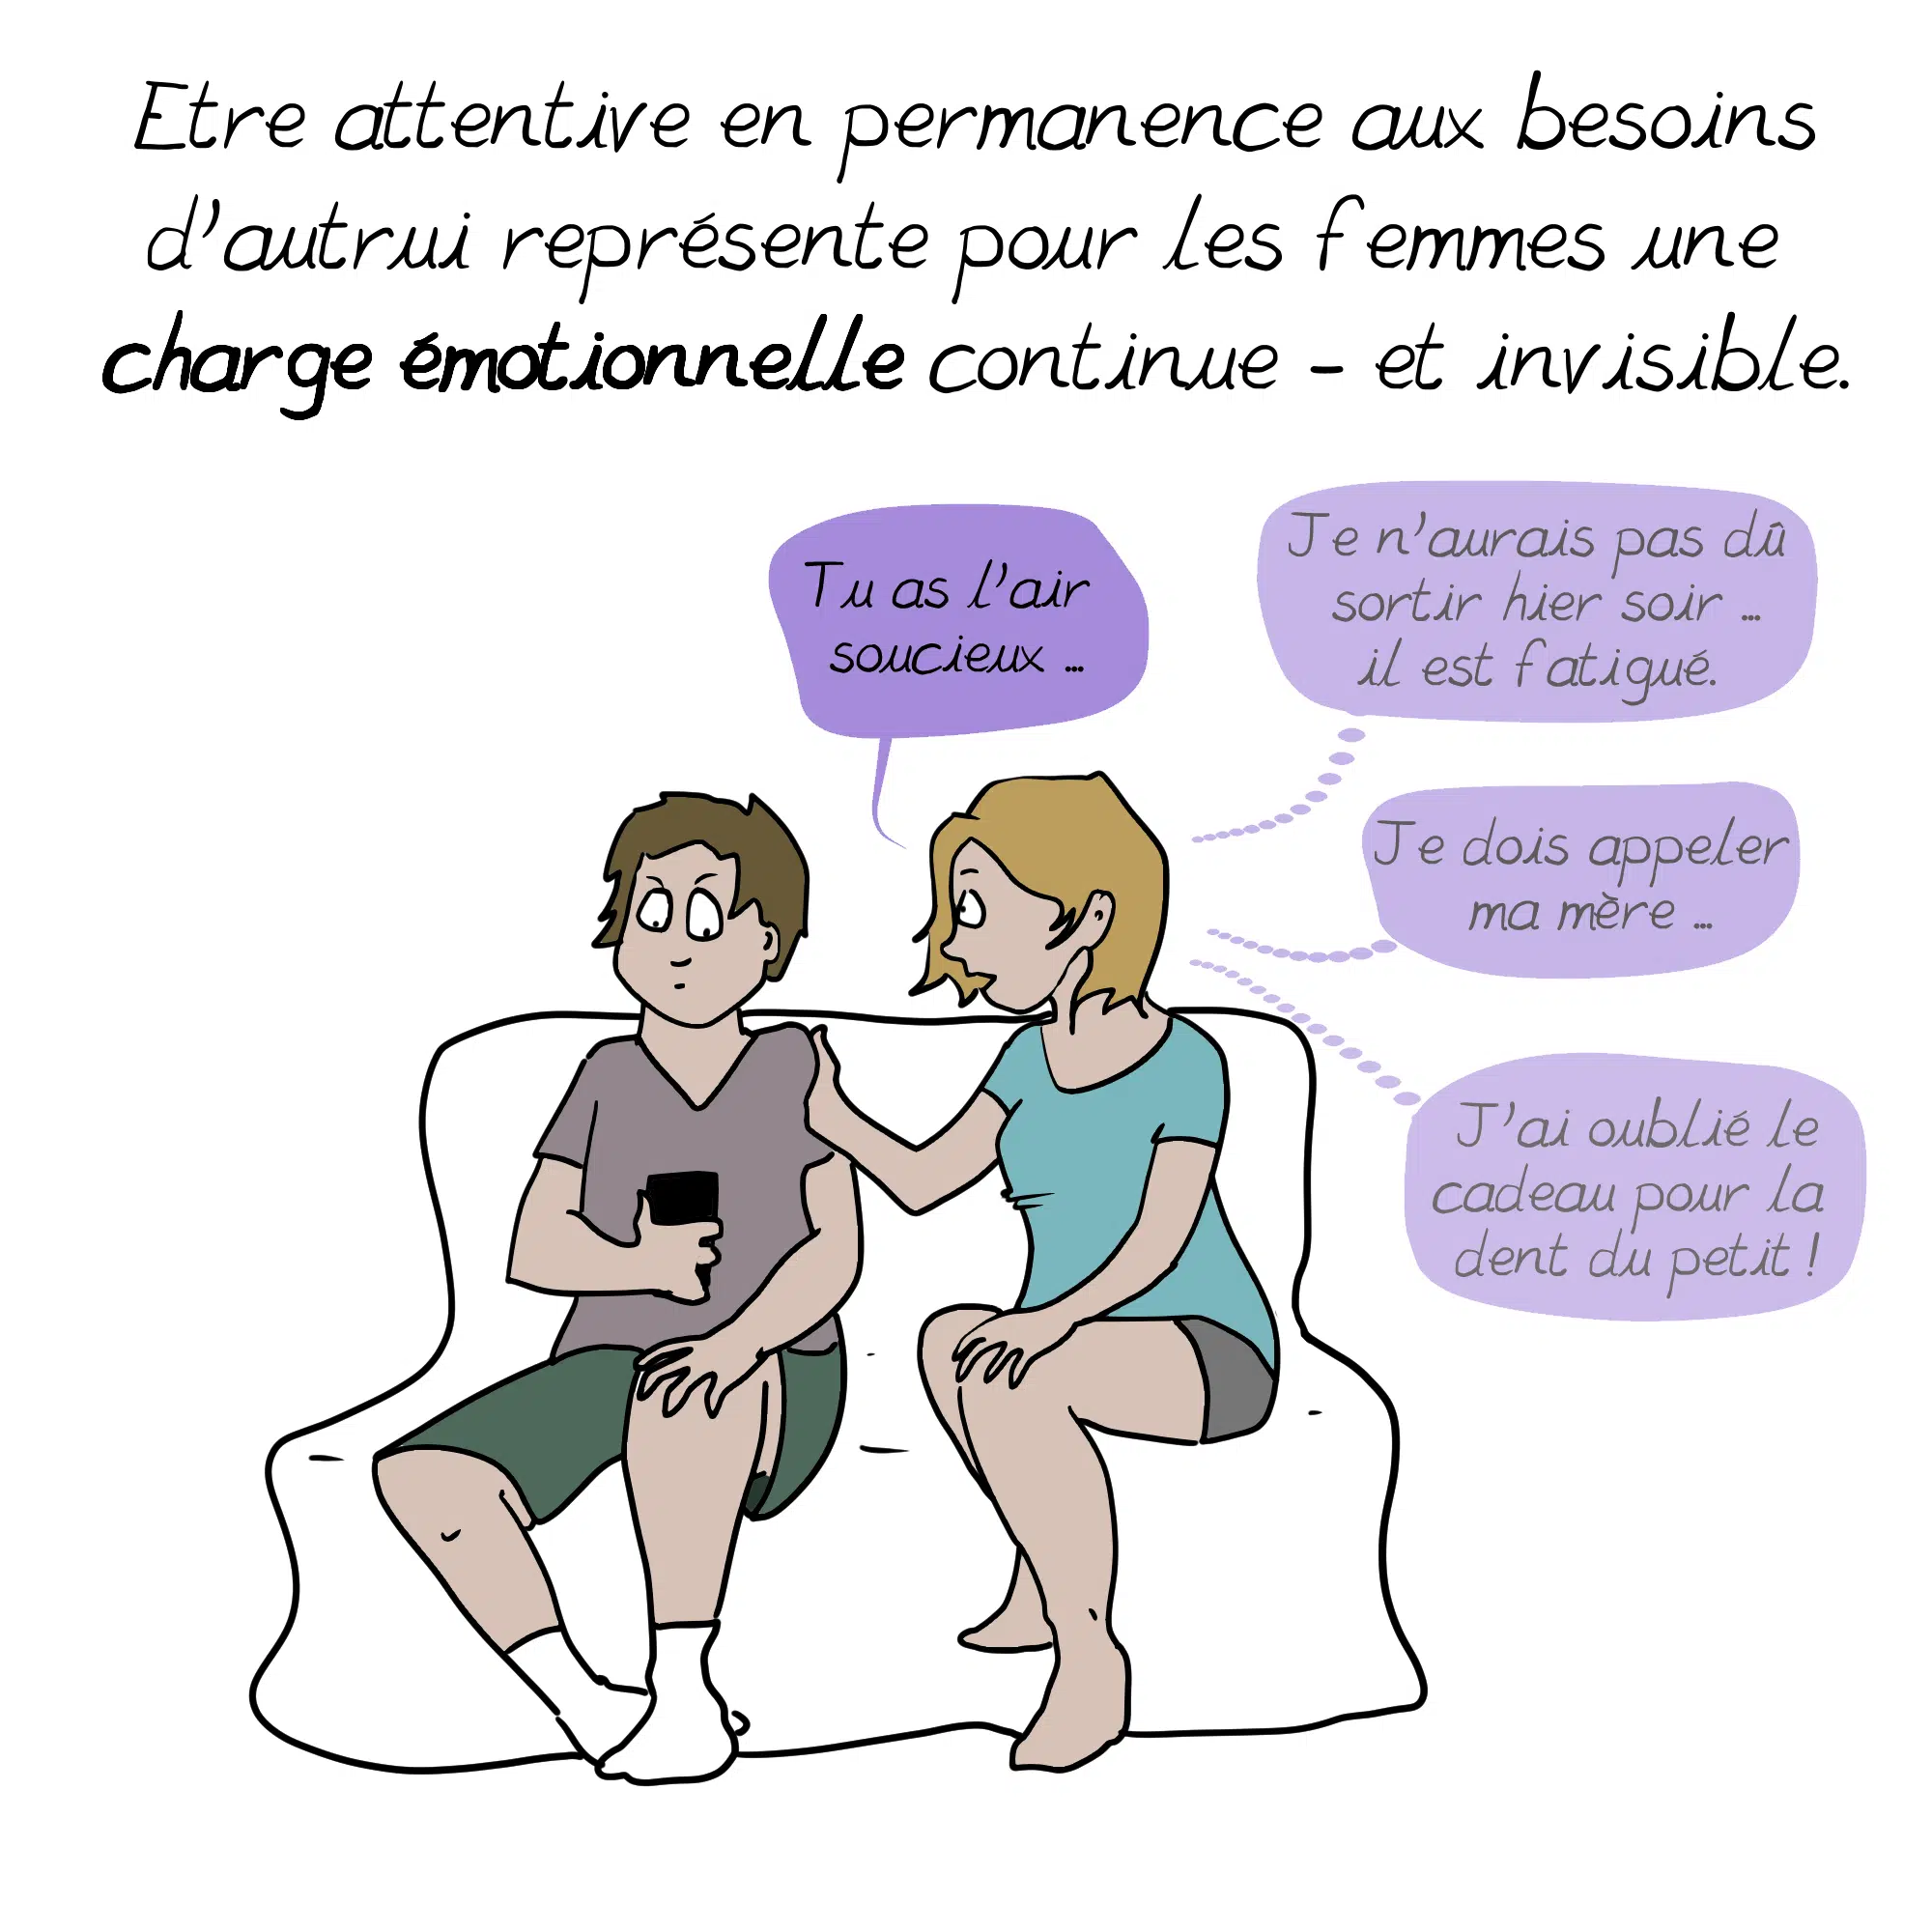 Etre attentive en permanence aux besoins
d'autrui représente pour les femmes une
charge émotionnelle continue - et invisible.
Tu as l'air
soucieux ...
Je n'aurais pas dû
sortir hier soir ...
il est fatigué.
Je dois appeler
ma mère ...
J'ai oublié le
cadeau pour la
dent du petit !